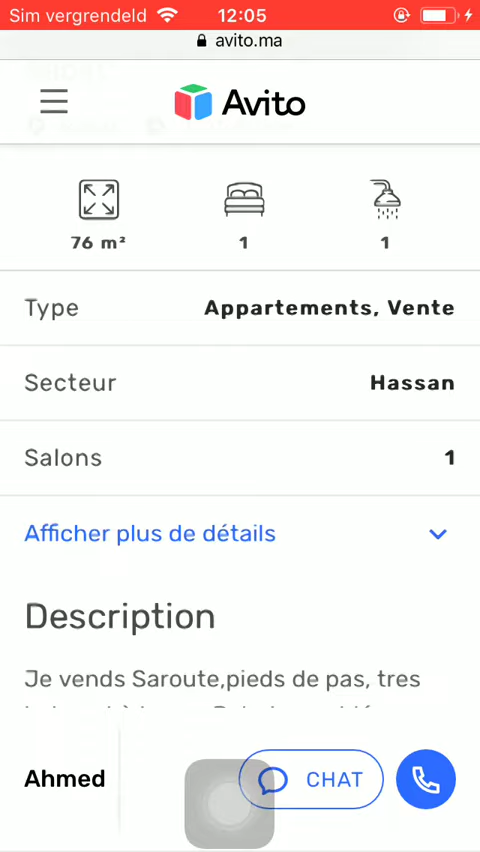 Sim vergrendeld 12:05
avito.ma
Avito
76 m² 1 1
Type Appartements, Vente
Secteur Hassan
Salons 1
Afficher plus de détails
Description
Je vends Saroute,pieds de pas, tres
Ahmed CHAT